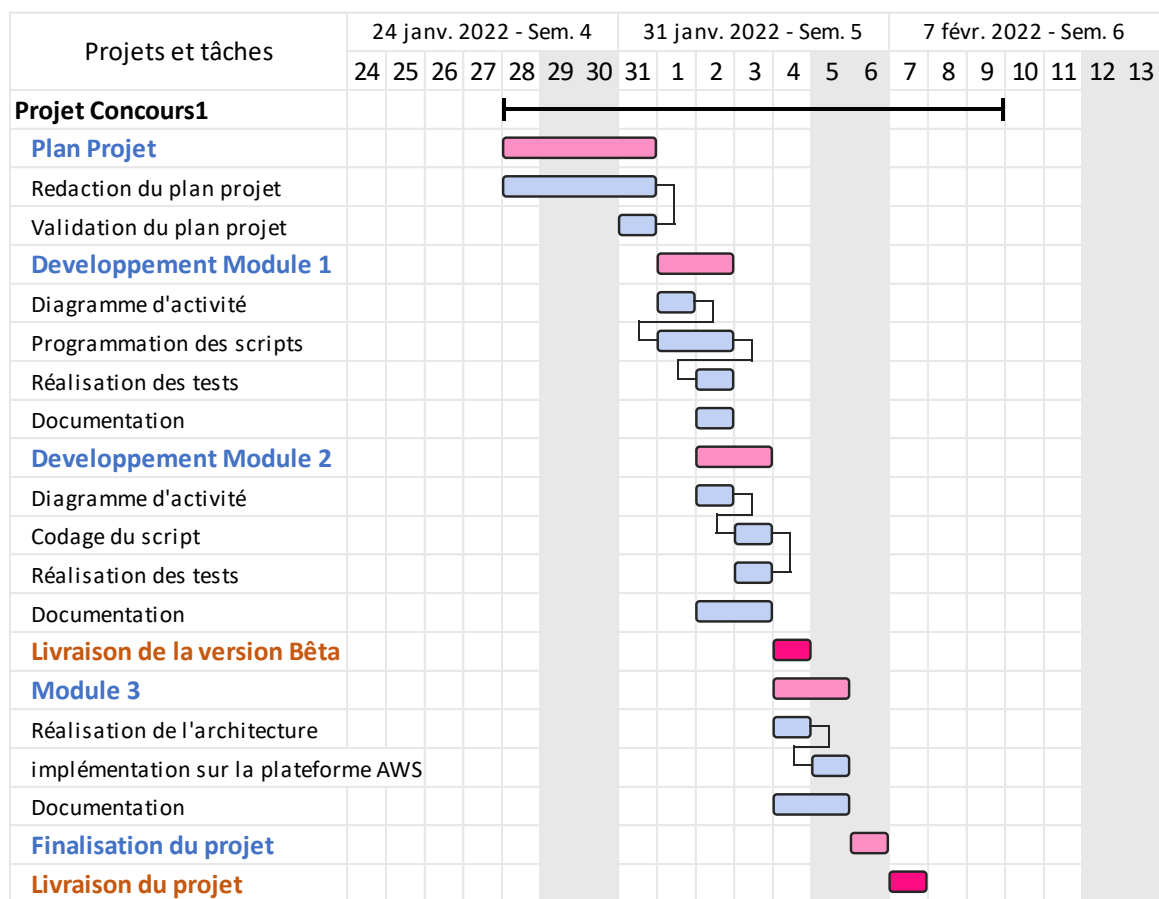 Projets et tâches
24 janv. 2022 - Sem. 4 31 janv. 2022 - Sem. 5 7 févr. 2022 - Sem. 6
24 25 26 27 28 29 30 31 1 2 3 4 5 6 7 8 9 10 11 12 13
Projet Concours1
Plan Projet
Redaction du plan projet
Validation du plan projet
Developpement Module 1
Diagramme d'activité
Programmation des scripts
Réalisation des tests
Documentation
Developpement Module 2
Diagramme d'activité
Codage du script
Réalisation des tests
Documentation
Livraison de la version Bêta
Module 3
Réalisation de l'architecture
implémentation sur la plateforme AWS
Documentation
Finalisation du projet
Livraison du projet